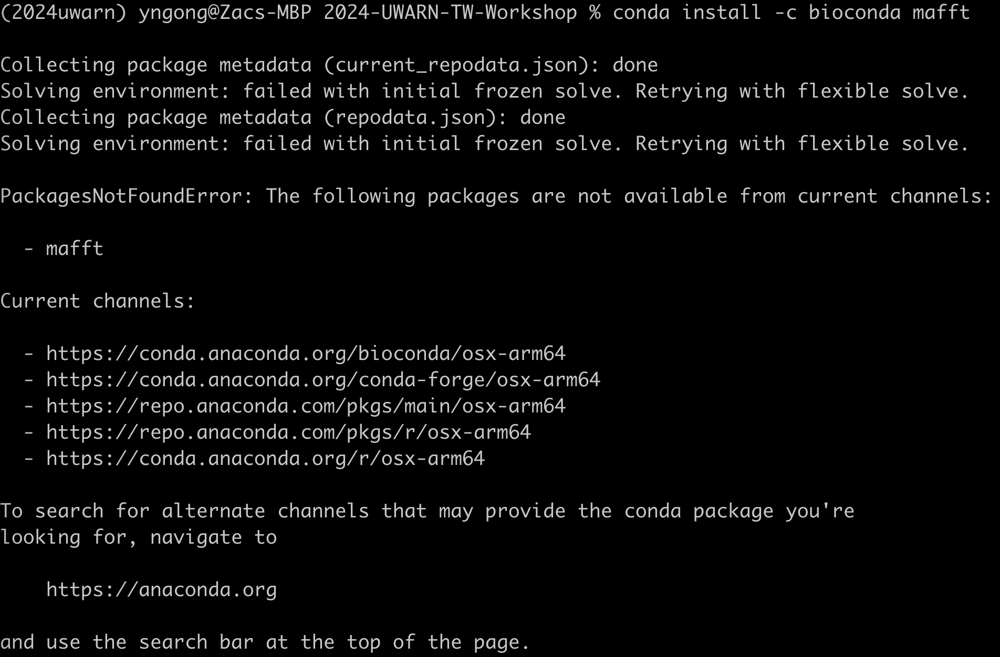 (2024uwarn) yngong@Zacs-MBP 2024-UWARN-TW-Workshop % conda install -c bioconda mafft
Collecting package metadata (current_repodata.json): done
Solving environment: failed with initial frozen solve. Retrying with flexible solve.
Collecting package metadata (repodata.json): done
Solving environment: failed with initial frozen solve. Retrying with flexible solve.
PackagesNotFoundError: The following packages are not available from current channels:
- mafft
Current channels:
- https://conda.anaconda.org/bioconda/osx-arm64
- https://conda.anaconda.org/conda-forge/osx-arm64
- https://repo.anaconda.com/pkgs/main/osx-arm64
- https://repo.anaconda.com/pkgs/r/osx-arm64
- https://conda.anaconda.org/r/osx-arm64
To search for alternate channels that may provide the conda package you're
looking for, navigate to
https://anaconda.org
and use the search bar at the top of the page.